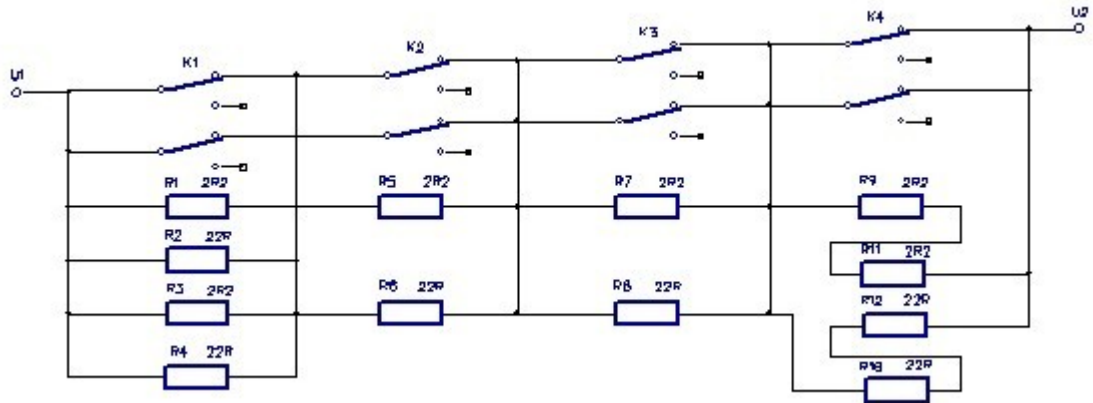 U2
K4
K3
K2
K1
U1
R1 2R2
R5 2R2
R7 2R2
R9 2R2
R2 22R
R11 2R2
R3 2R2
R6 22R
R8 22R
R12 22R
R4 22R
R10 22R